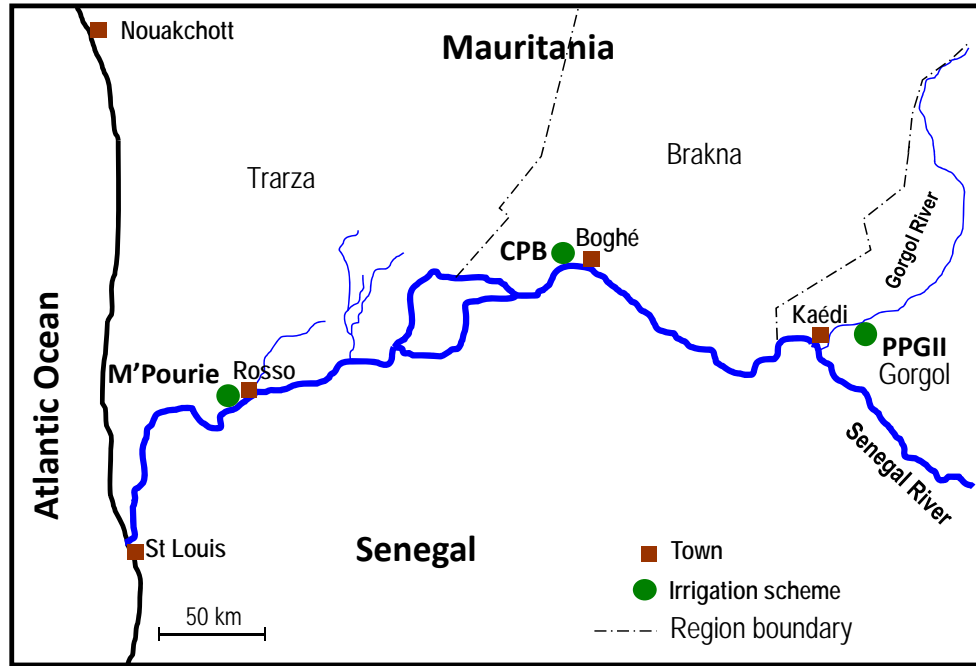 Nouakchott
Mauritania
Trarza
Brakna
Gorgol River
CPB
Boghé
Kaédi
PPGII
Gorgol
M'Pourie
Rosso
Senegal River
Atlantic Ocean
St Louis
Senegal
50 km
Town
Irrigation scheme
Region boundary